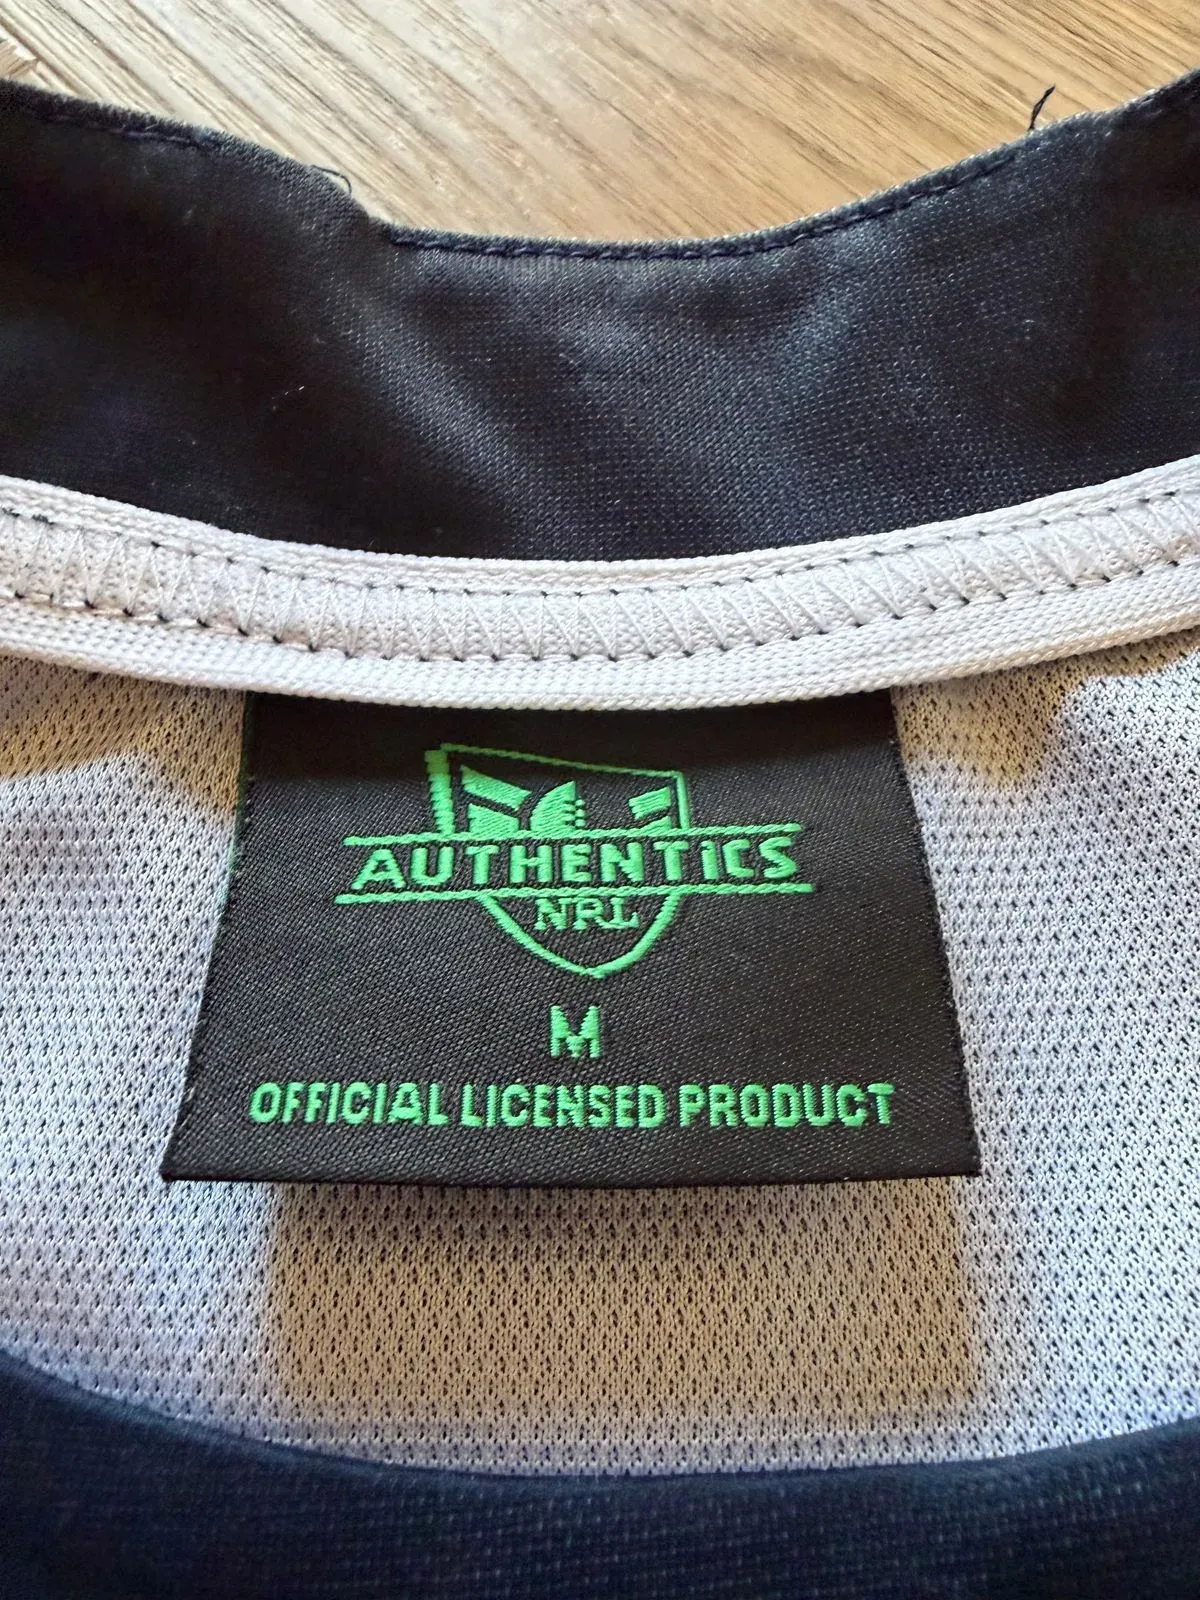 AUTHENTiCS
NRL
M
OFFICIAL LICENSED PRODUCT